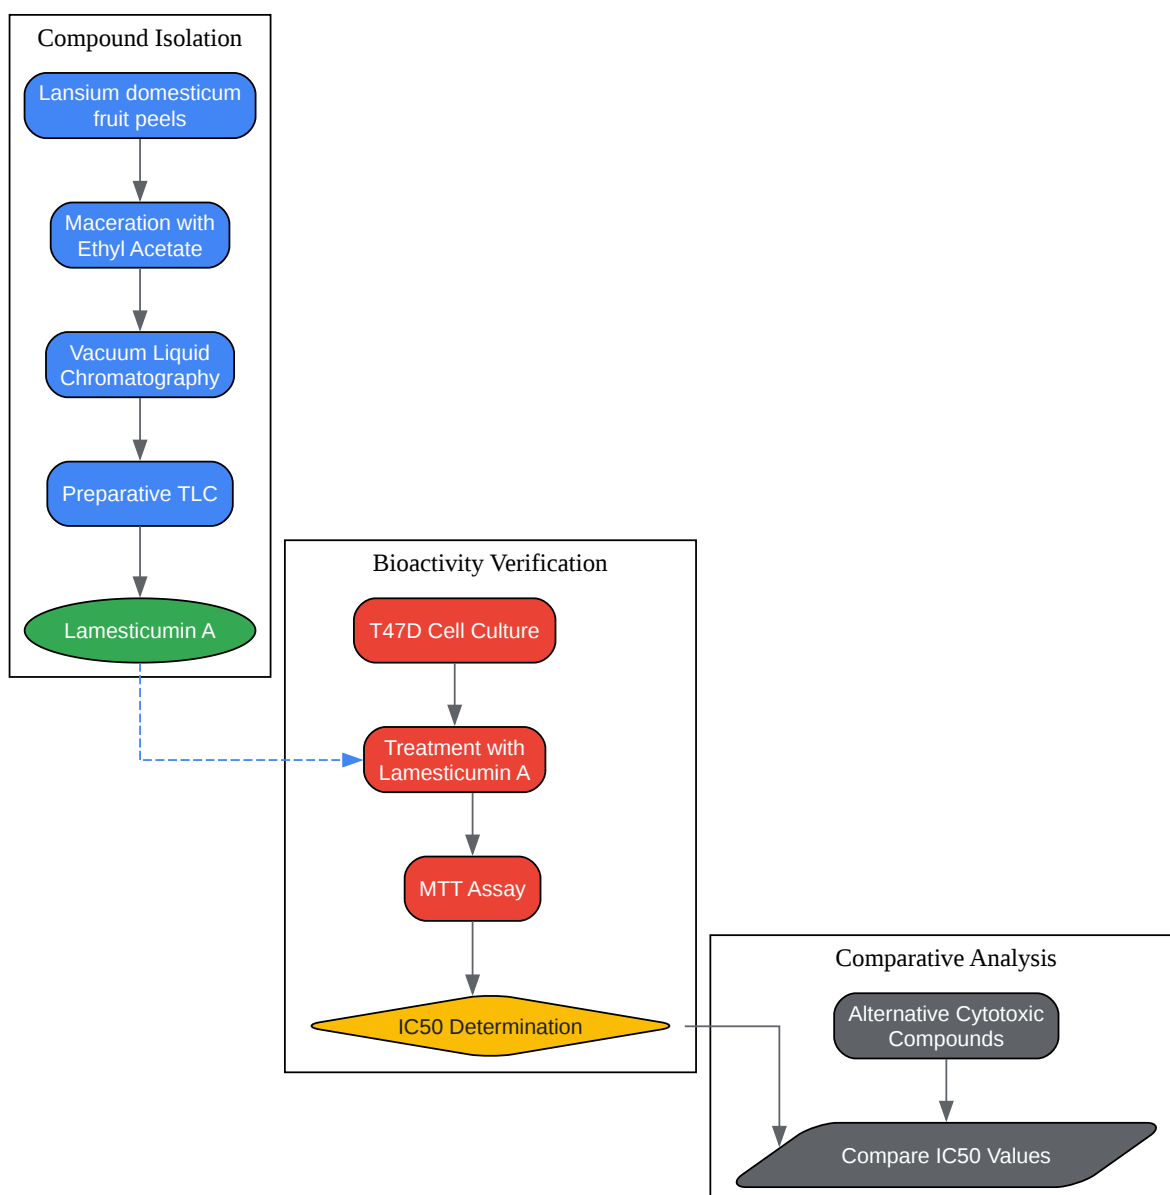 Compound Isolation
Lansium domesticum
fruit peels
Maceration with
Ethyl Acetate
Vacuum Liquid
Chromatography
Preparative TLC
Lamesticumin A
Bioactivity Verification
T47D Cell Culture
Treatment with
Lamesticumin A
MTT Assay
IC50 Determination
Comparative Analysis
Alternative Cytotoxic
Compounds
Compare IC50 Values